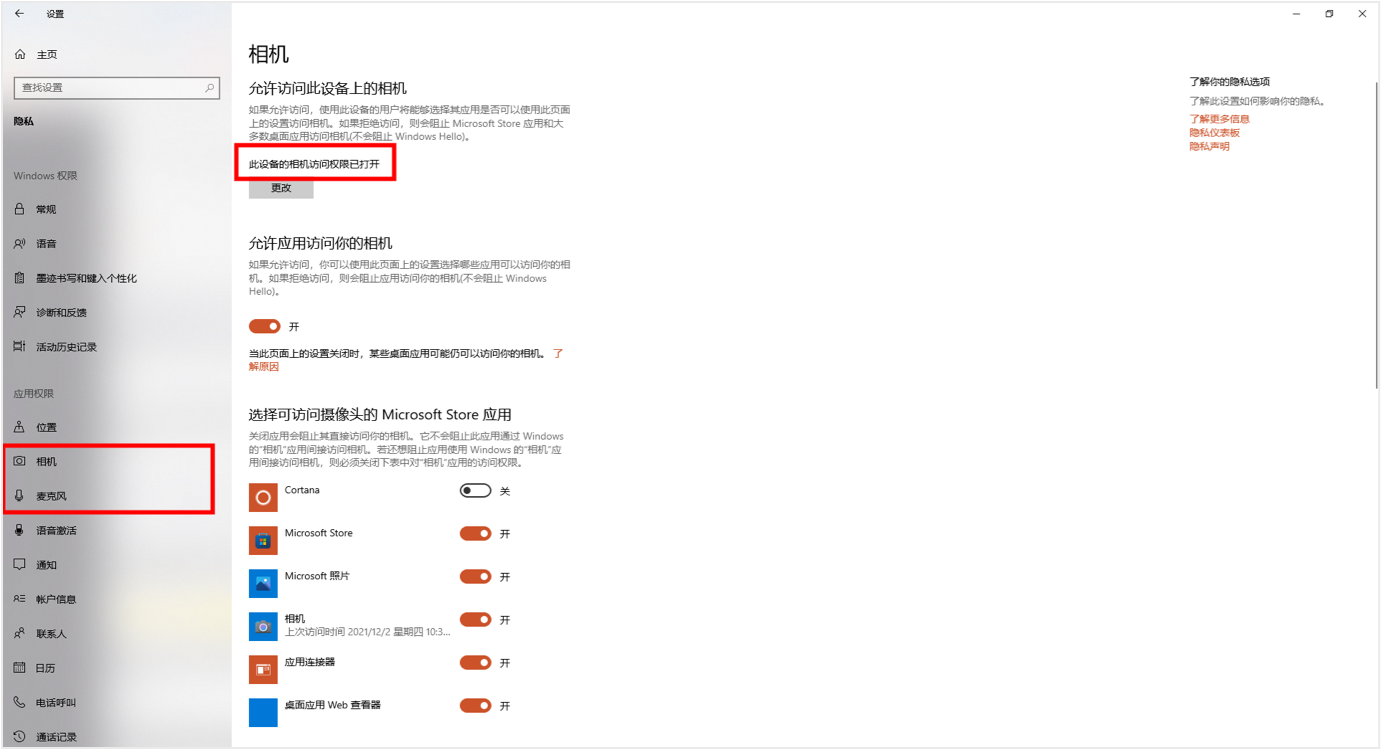 设置
主页
查找设置
隐私
Windows 权限
常规
语音
墨迹书写和键入个性化
诊断和反馈
活动历史记录
应用权限
位置
相机
麦克风
语音激活
通知
帐户信息
联系人
日历
电话呼叫
通话记录
相机
允许访问此设备上的相机
如果允许访问，使用此设备的用户将能够选择其应用是否可以使用此页面
上的设置访问相机。如果拒绝访问，则会阻止 Microsoft Store 应用和大
多数桌面应用访问相机(不会阻止 Windows Hello)。
此设备的相机访问权限已打开
更改
允许应用访问你的相机
如果允许访问，你可以使用此页面上的设置选择哪些应用可以访问你的相
机。如果拒绝访问，则会阻止应用访问你的相机(不会阻止 Windows
Hello)。
开
当此页面上的设置关闭时，某些桌面应用可能仍可以访问你的相机。 了
解原因
选择可访问摄像头的 Microsoft Store 应用
关闭应用会阻止其直接访问你的相机。它不会阻止此应用通过 Windows
的“相机”应用间接访问相机。若还想阻止应用使用 Windows 的“相机”应
用间接访问相机，则必须关闭下表中对“相机”应用的访问权限。
Cortana 关
Microsoft Store 开
Microsoft 照片 开
相机 开
上次访问时间 2021/12/2 星期四 10:3...
应用连接器 开
桌面应用 Web 查看器 开
了解你的隐私选项
了解此设置如何影响你的隐私。
了解更多信息
隐私仪表板
隐私声明